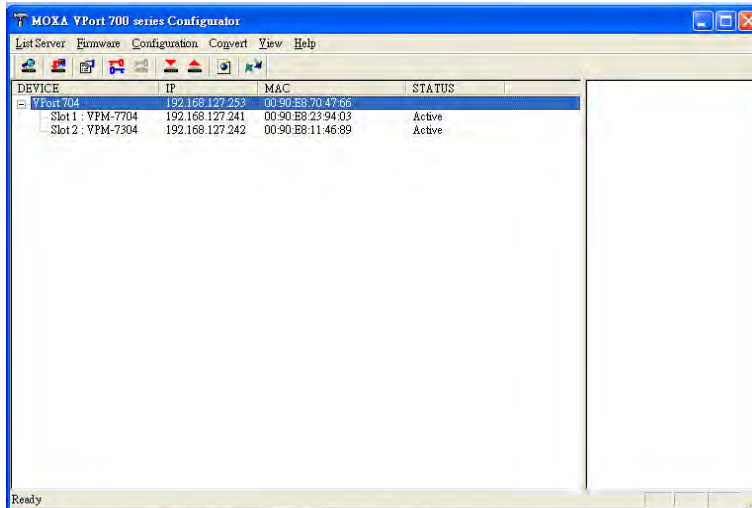 MOXA VPort 700 series Configurator
List Server Firmware Configuration Convert View Help
DEVICE IP MAC STATUS
VPort 704 192.168.127.253 00:90:E8:70:47:66
Slot 1 : VPM-7704 192.168.127.241 00:90:E8:23:94:03 Active
Slot 2 : VPM-7304 192.168.127.242 00:90:E8:11:46:89 Active
Ready